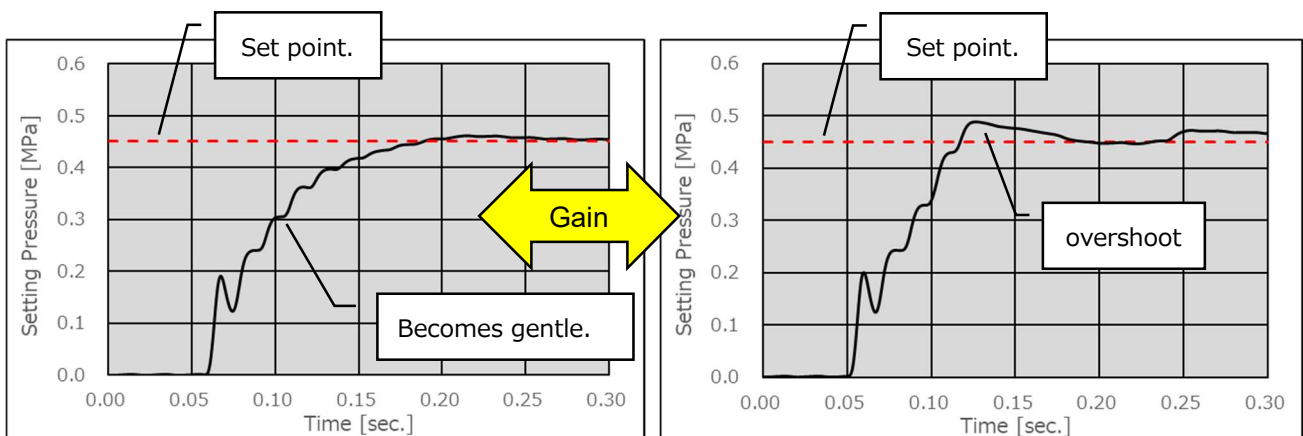 Set point.
Setting Pressure [MPa]
0.6
0.5
0.4
0.3
0.2
0.1
0.0
0.00 0.05 0.10 0.15 0.20 0.25 0.30
Time [sec.]
Becomes gentle.
Gain
Set point.
Setting Pressure [MPa]
0.6
0.5
0.4
0.3
0.2
0.1
0.0
0.00 0.05 0.10 0.15 0.20 0.25 0.30
Time [sec.]
overshoot